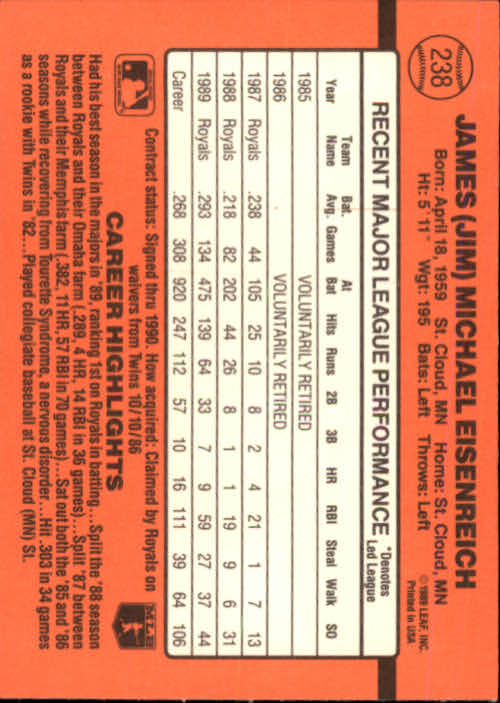 238
JAMES (JIM) MICHAEL EISENREICH
Born: April 18, 1959 St. Cloud, MN Home: St. Cloud, MN
Ht: 5' 11" Wgt: 195 Bats: Left Throws: Left
© 1989 LEAF, INC.
Printed in USA
RECENT MAJOR LEAGUE PERFORMANCE *Denotes Led League
Year Team Name Bat. Avg. Games At Bat Hits Runs 2B 3B HR RBI Steal Walk SO
1985 VOLUNTARILY RETIRED
1986 VOLUNTARILY RETIRED
1987 Royals .238 44 105 25 10 8 2 4 21 1 7 13
1988 Royals .218 82 202 44 26 8 1 1 19 9 6 31
1989 Royals .293 134 475 139 64 33 7 9 59 27 37 44
Career .268 308 920 247 112 57 10 16 111 39 64 106
Contract status: Signed thru 1990. How acquired: Claimed by Royals on
waivers from Twins 10/10/86
MLB
CAREER HIGHLIGHTS
Had his best season in the majors in '89, ranking 1st on Royals in batting...Split the '88 season
between Royals and their Omaha farm (.289, 4 HR, 14 RBI in 36 games)...Split '87 between
Royals and their Memphis farm (.382, 11 HR, 57 RBI in 70 games)...Sat out both the '85 and '86
seasons while recovering from Tourette Syndrome, a nervous disorder...Hit .303 in 34 games
as a rookie with Twins in '82...Played collegiate baseball at St. Cloud (MN) St.